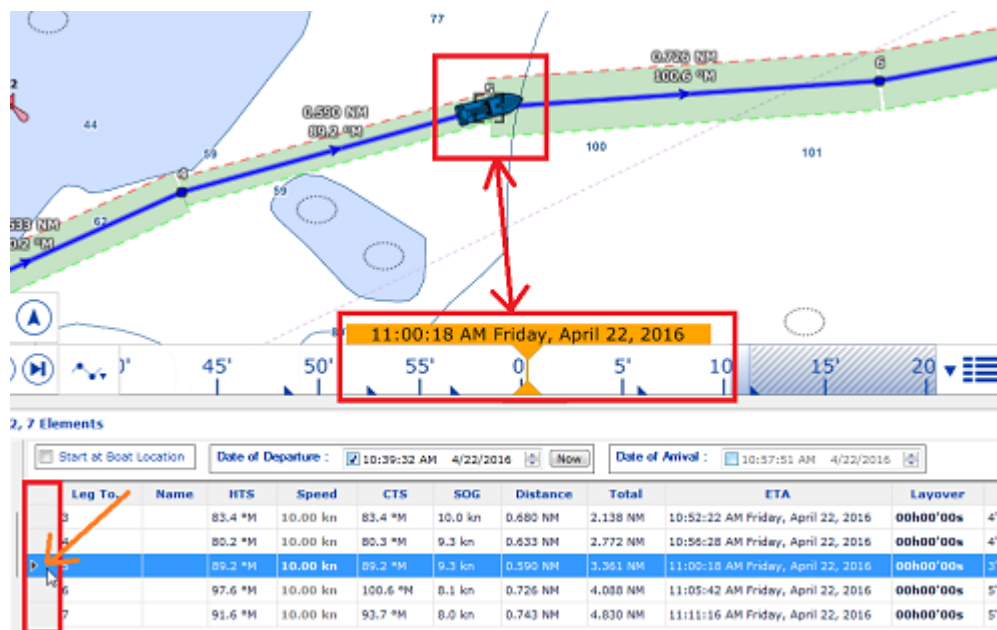 77
0.726 NM
6
100.6 °M
2
5
0.590 NM
44
89.2 °M
59
100
101
59
62
633 NM
0.2 °M
11:00:18 AM Friday, April 22, 2016
0' 45' 50' 55' 0' 5' 10 15' 20
2, 7 Elements
Start at Boat Location Date of Departure : 10:39:32 AM 4/22/2016 Now Date of Arrival : 10:57:51 AM 4/22/2016
Leg To. Name HTS Speed CTS SOG Distance Total ETA Layover
3 83.4 °M 10.00 kn 83.4 °M 10.0 kn 0.680 NM 2.138 NM 10:52:22 AM Friday, April 22, 2016 00h00'00s 4'
4 80.2 °M 10.00 kn 80.3 °M 9.3 kn 0.633 NM 2.772 NM 10:56:28 AM Friday, April 22, 2016 00h00'00s 4'
5 89.2 °M 10.00 kn 89.2 °M 9.3 kn 0.590 NM 3.361 NM 11:00:18 AM Friday, April 22, 2016 00h00'00s 3'
6 97.6 °M 10.00 kn 100.6 °M 8.1 kn 0.726 NM 4.088 NM 11:05:42 AM Friday, April 22, 2016 00h00'00s 5'
7 91.6 °M 10.00 kn 93.7 °M 8.0 kn 0.743 NM 4.830 NM 11:11:16 AM Friday, April 22, 2016 00h00'00s 5'